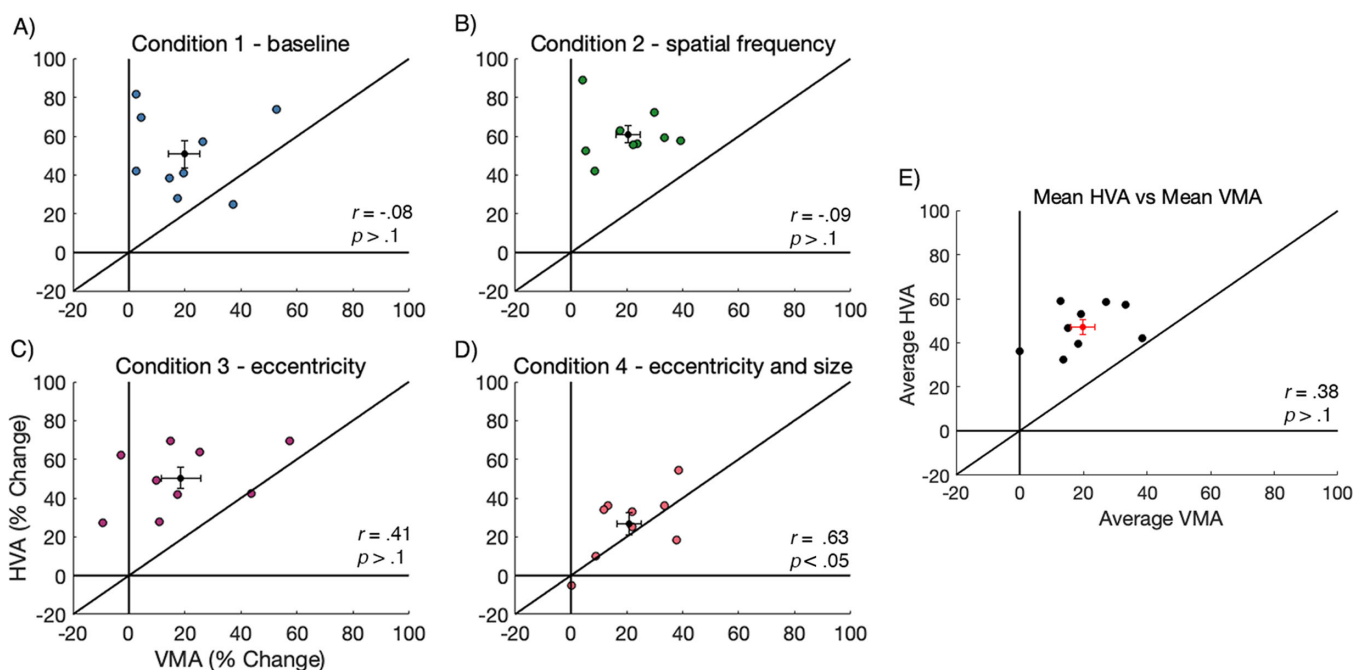 A)
Condition 1 - baseline
100
80
60
40
20
0
-20
-20 0 20 40 60 80 100
r = -.08
p > .1
B)
Condition 2 - spatial frequency
100
80
60
40
20
0
-20
-20 0 20 40 60 80 100
r = -.09
p > .1
C)
Condition 3 - eccentricity
HVA (% Change)
100
80
60
40
20
0
-20
-20 0 20 40 60 80 100
VMA (% Change)
r = .41
p > .1
D)
Condition 4 - eccentricity and size
100
80
60
40
20
0
-20
-20 0 20 40 60 80 100
r = .63
p < .05
E)
Mean HVA vs Mean VMA
Average HVA
100
80
60
40
20
0
-20
-20 0 20 40 60 80 100
Average VMA
r = .38
p > .1